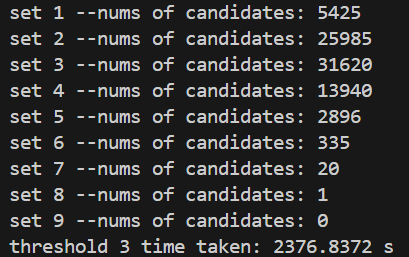 set 1 --nums of candidates: 5425
set 2 --nums of candidates: 25985
set 3 --nums of candidates: 31620
set 4 --nums of candidates: 13940
set 5 --nums of candidates: 2896
set 6 --nums of candidates: 335
set 7 --nums of candidates: 20
set 8 --nums of candidates: 1
set 9 --nums of candidates: 0
threshold 3 time taken: 2376.8372 s